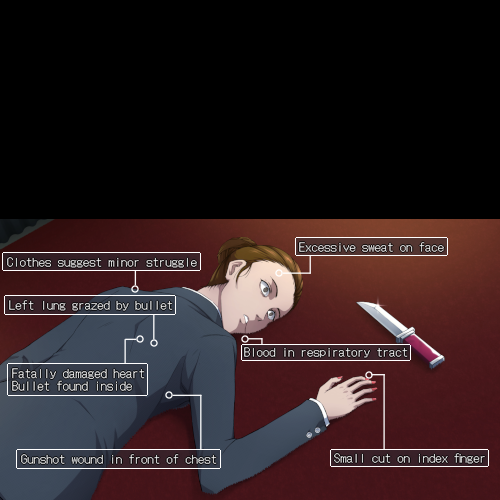 Excessive sweat on face
Clothes suggest minor struggle
Left lung grazed by bullet
Blood in respiratory tract
Fatally damaged heart
Bullet found inside
Gunshot wound in front of chest
Small cut on index finger